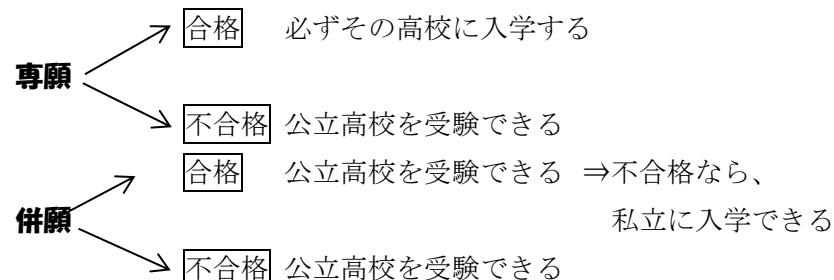 合格 必ずその高校に入学する
専願
不合格 公立高校を受験できる
合格 公立高校を受験できる ⇒不合格なら、
併願 私立に入学できる
不合格 公立高校を受験できる